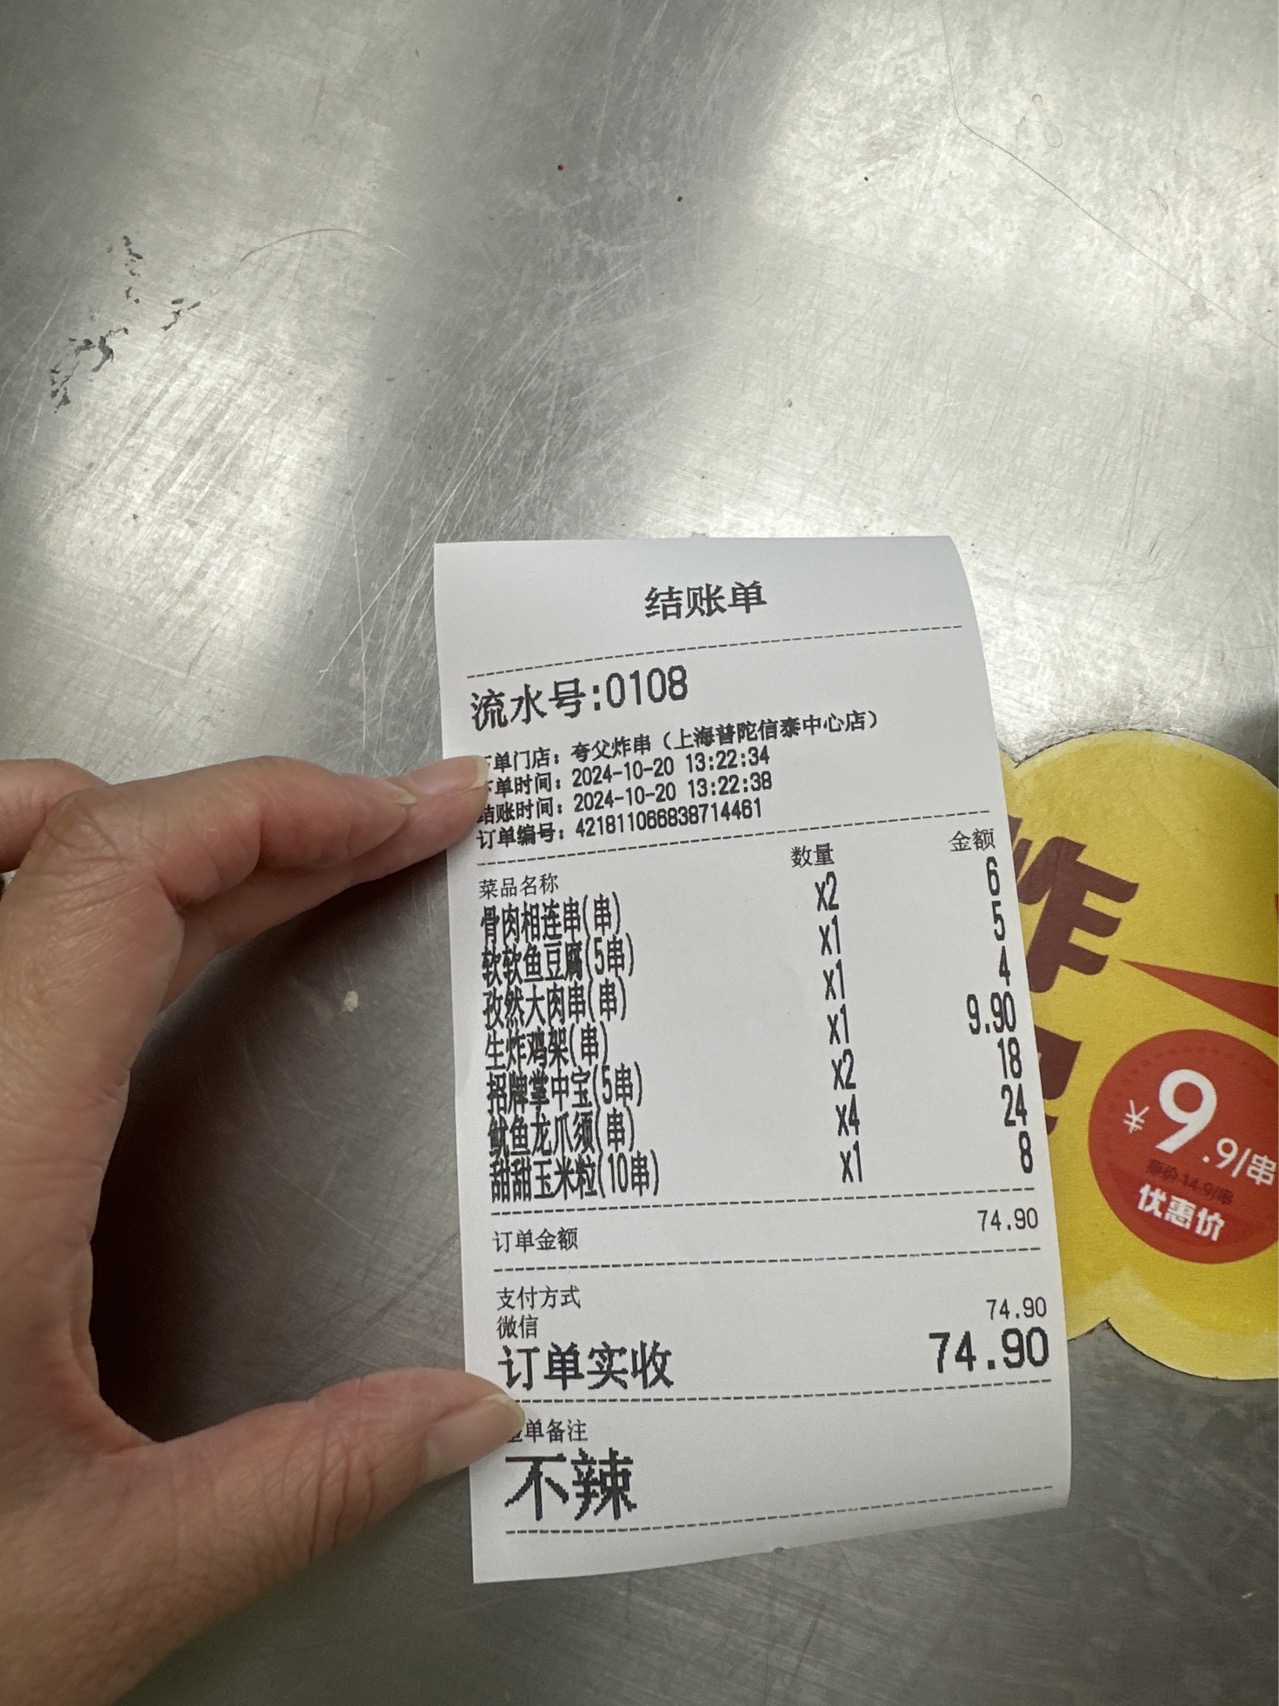 结账单
流水号:0108
单门店：夸父炸串（上海普陀信泰中心店）
单时间：2024-10-20 13:22:34
结账时间：2024-10-20 13:22:38
订单编号：421811066838714461
菜品名称 数量 金额
骨肉相连串(串) x2 6
软软鱼豆腐(5串) x1 5
孜然大肉串(串) x1 4
生炸鸡架(串) x1 9.90
招牌掌中宝(5串) x2 18
鱿鱼龙爪须(串) x4 24
甜甜玉米粒(10串) x1 8
订单金额 74.90
支付方式
微信 74.90
订单实收 74.90
单备注
不辣
炸
¥9.9/串
原价14.9/串
优惠价